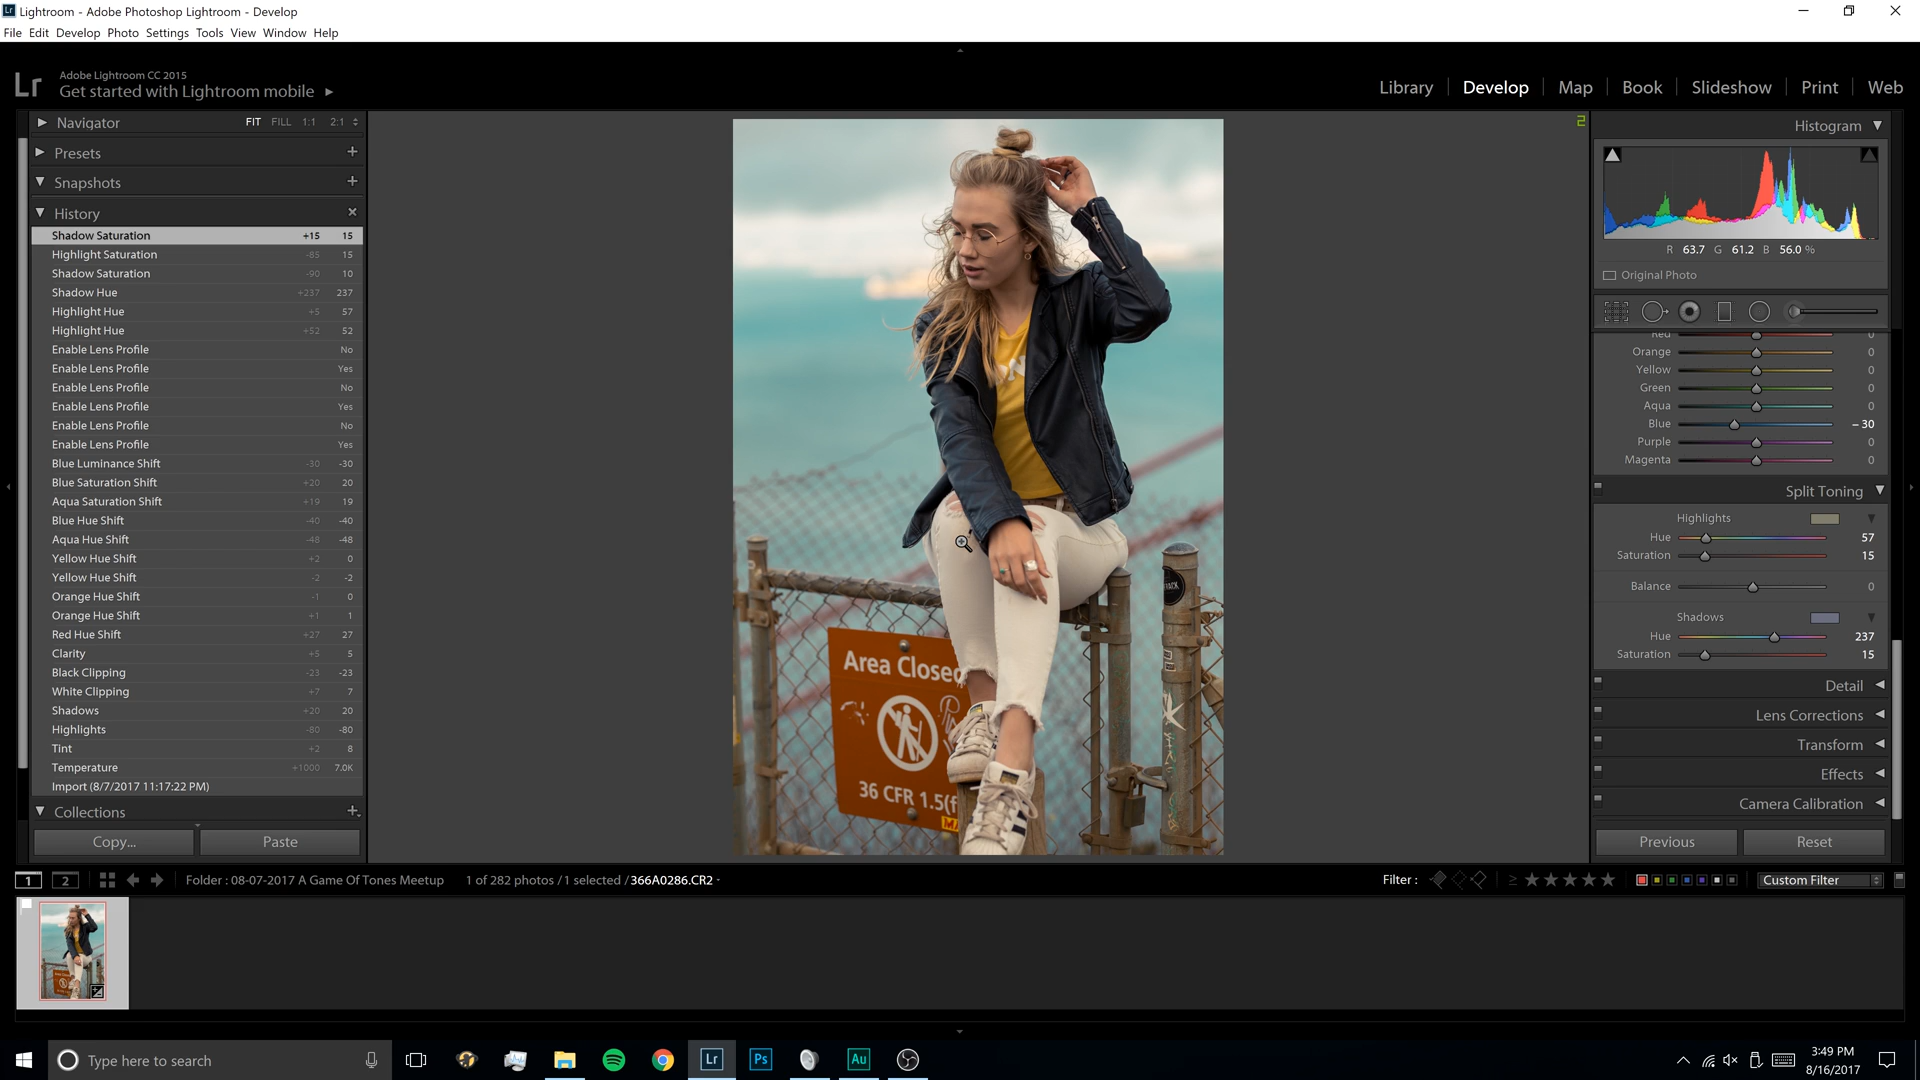 Lightroom - Adobe Photoshop Lightroom - Develop
File Edit Develop Photo Settings Tools View Window Help
Lr
Adobe Lightroom CC 2015
Get started with Lightroom mobile
Library Develop Map Book Slideshow Print Web
Navigator FIT FILL 1:1 2:1
Presets
Snapshots
History
Shadow Saturation +15 15
Highlight Saturation -85 15
Shadow Saturation -90 10
Shadow Hue +237 237
Highlight Hue +5 57
Highlight Hue +52 52
Enable Lens Profile No
Enable Lens Profile Yes
Enable Lens Profile No
Enable Lens Profile Yes
Enable Lens Profile No
Enable Lens Profile Yes
Blue Luminance Shift -30 -30
Blue Saturation Shift +20 20
Aqua Saturation Shift +19 19
Blue Hue Shift -40 -40
Aqua Hue Shift -48 -48
Yellow Hue Shift +2 0
Yellow Hue Shift -2 -2
Orange Hue Shift -1 0
Orange Hue Shift +1 1
Red Hue Shift +27 27
Clarity +5 5
Black Clipping -23 -23
White Clipping +7 7
Shadows +20 20
Highlights -80 -80
Tint +2 8
Temperature +1000 7.0K
Import (8/7/2017 11:17:22 PM)
Collections
Copy... Paste
Area Closed
36 CFR 1.5(f
2
Histogram
R 63.7 G 61.2 B 56.0 %
Original Photo
Red 0
Orange 0
Yellow 0
Green 0
Aqua 0
Blue – 30
Purple 0
Magenta 0
Split Toning
Highlights
Hue 57
Saturation 15
Balance 0
Shadows
Hue 237
Saturation 15
Detail
Lens Corrections
Transform
Effects
Camera Calibration
Previous Reset
1 2 Folder : 08-07-2017 A Game Of Tones Meetup 1 of 282 photos / 1 selected / 366A0286.CR2
Filter : ≥ Custom Filter
Type here to search
Lr Ps Au
3:49 PM
8/16/2017